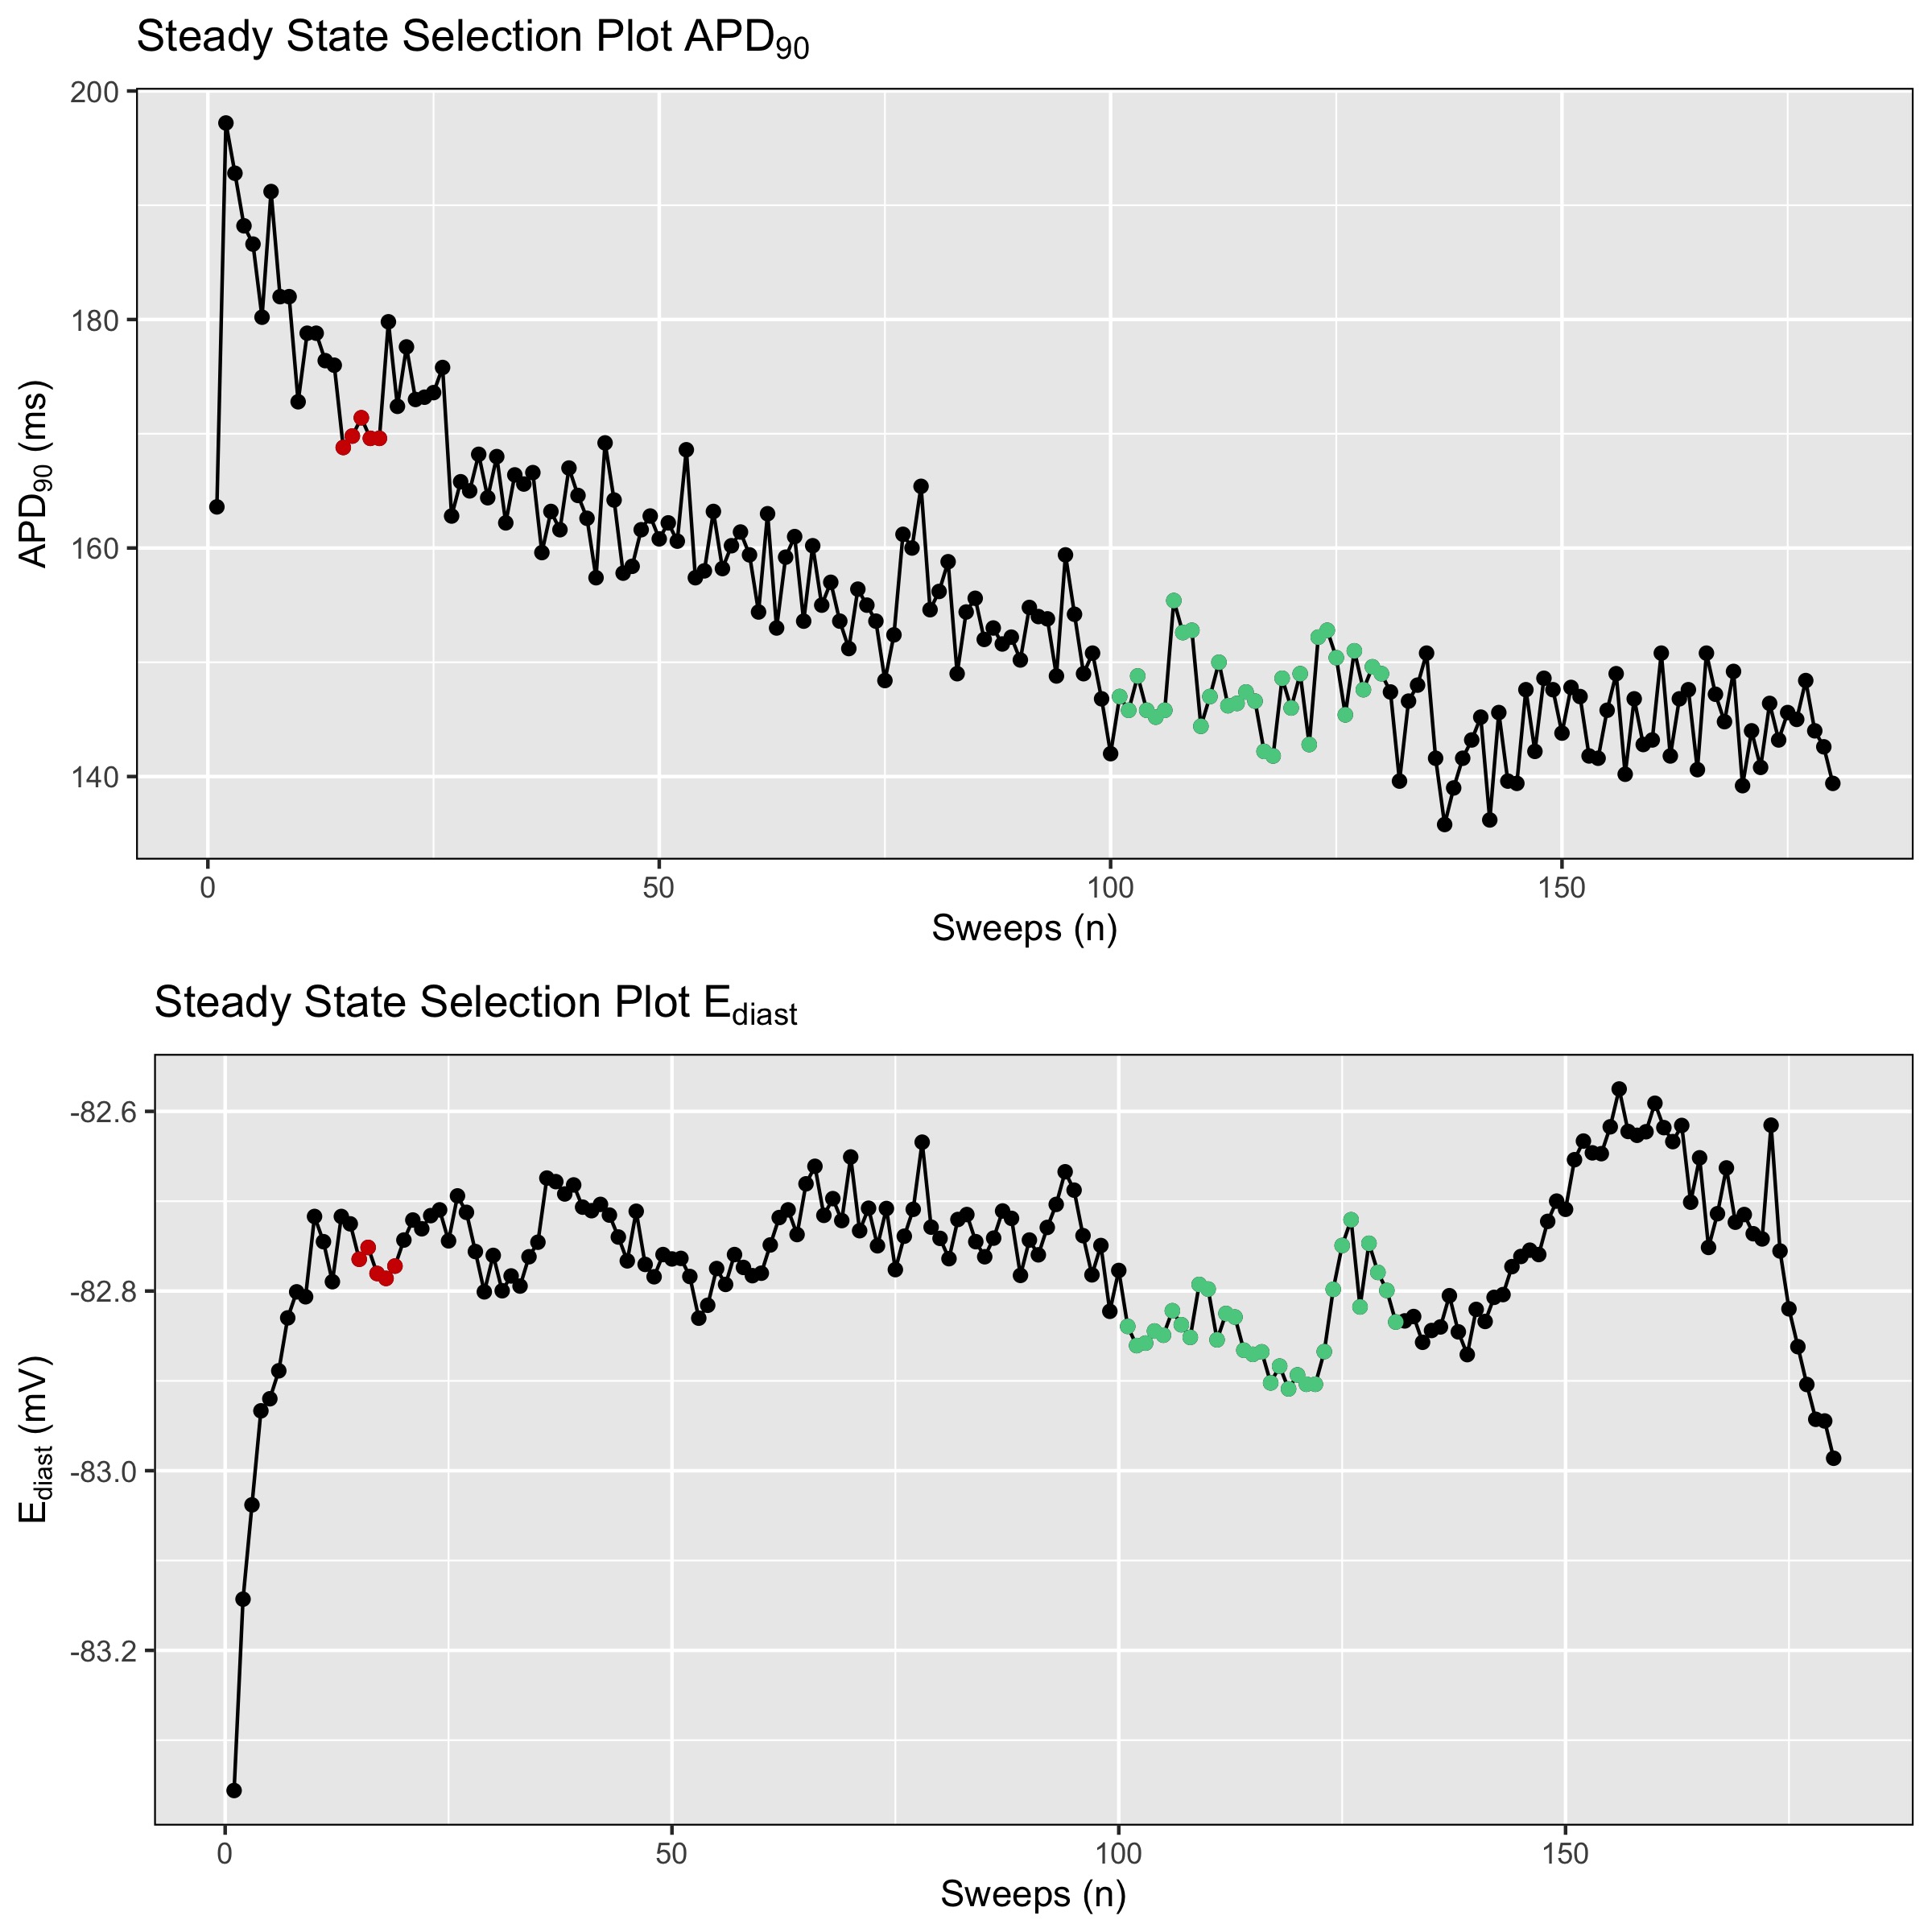 Steady State Selection Plot APD90
200
180
160
140
APD90 (ms)
0 50 100 150
Sweeps (n)
Steady State Selection Plot Ediast
-82.6
-82.8
-83.0
-83.2
Ediast (mV)
0 50 100 150
Sweeps (n)